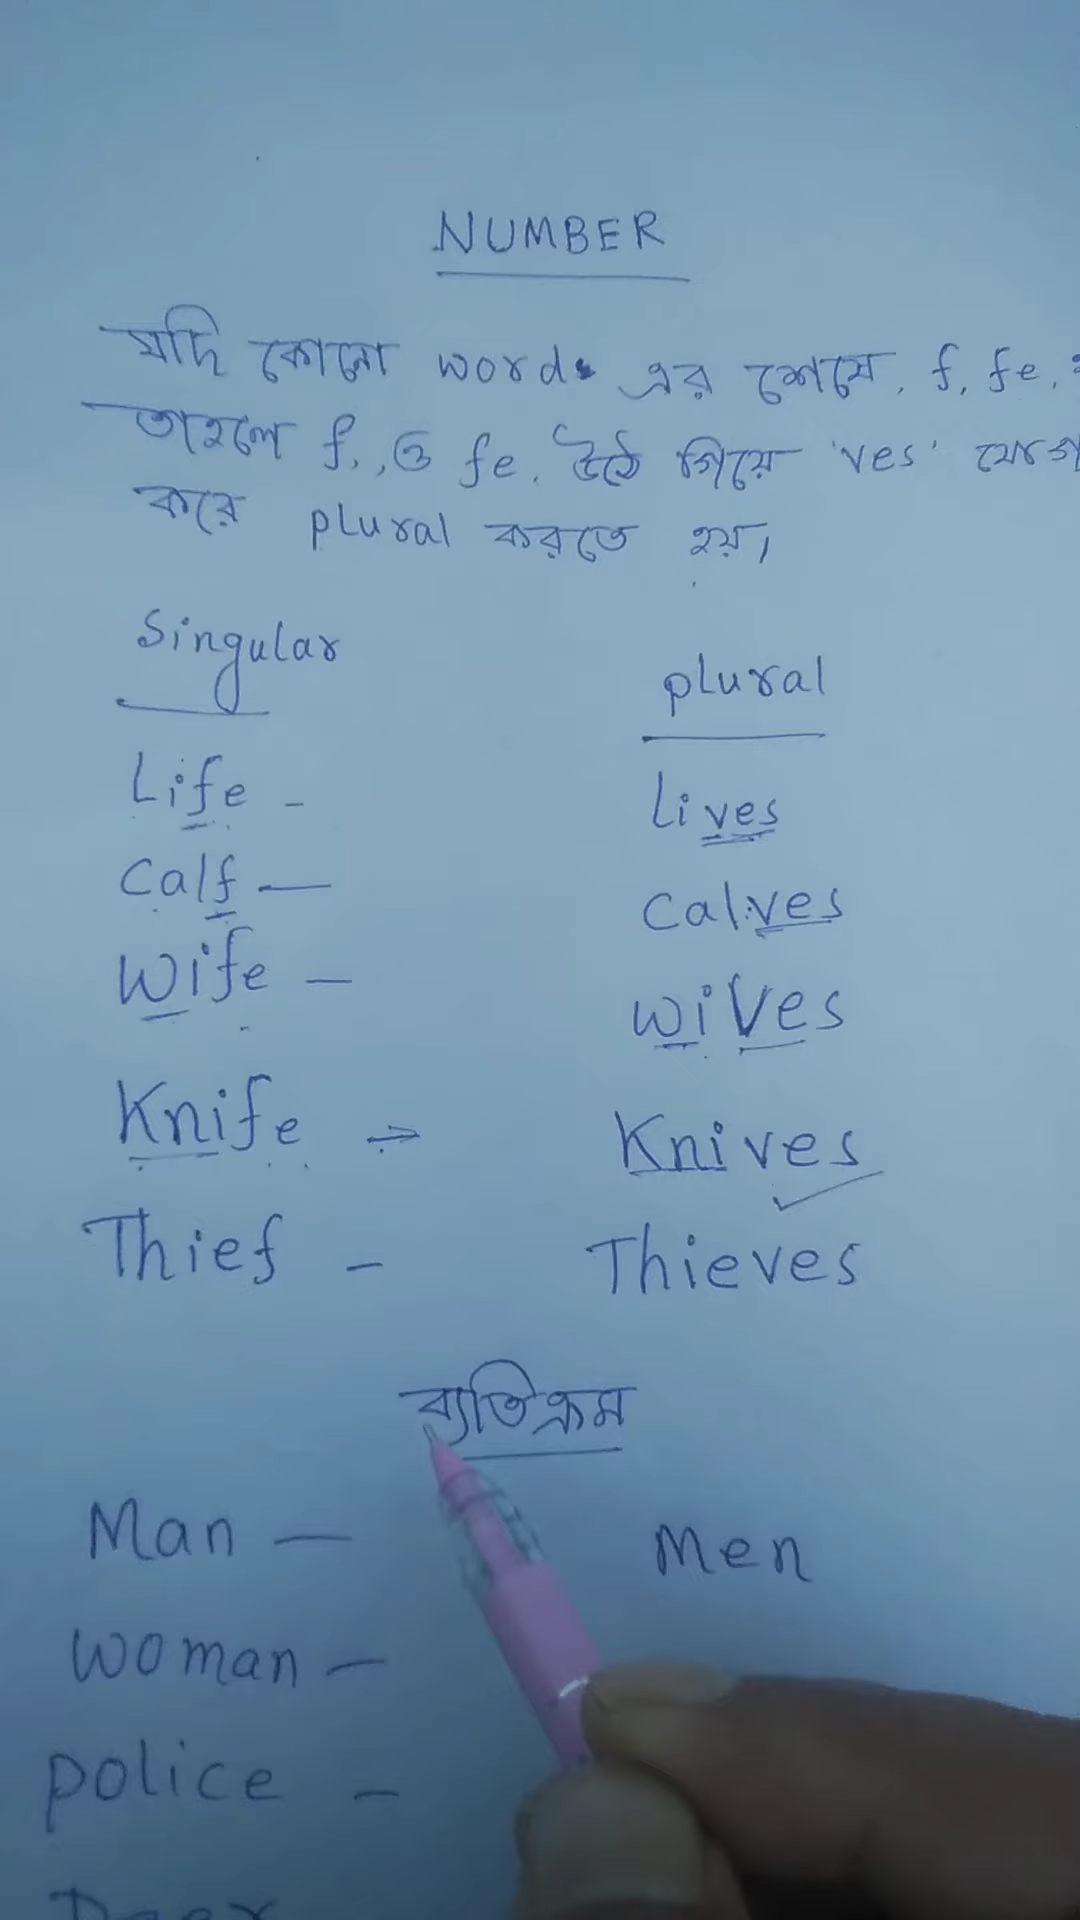 NUMBER
যদি কোনো word এর শেষে, f, fe,
তাহলে f, ও fe, উঠে গিয়ে 'ves' যোগ
করে plural করতে হয়।
Singular plural
Life - lives
calf — calves
wife — wives
Knife → Knives
Thief - Thieves
ব্যতিক্রম
Man — Men
woman —
police -